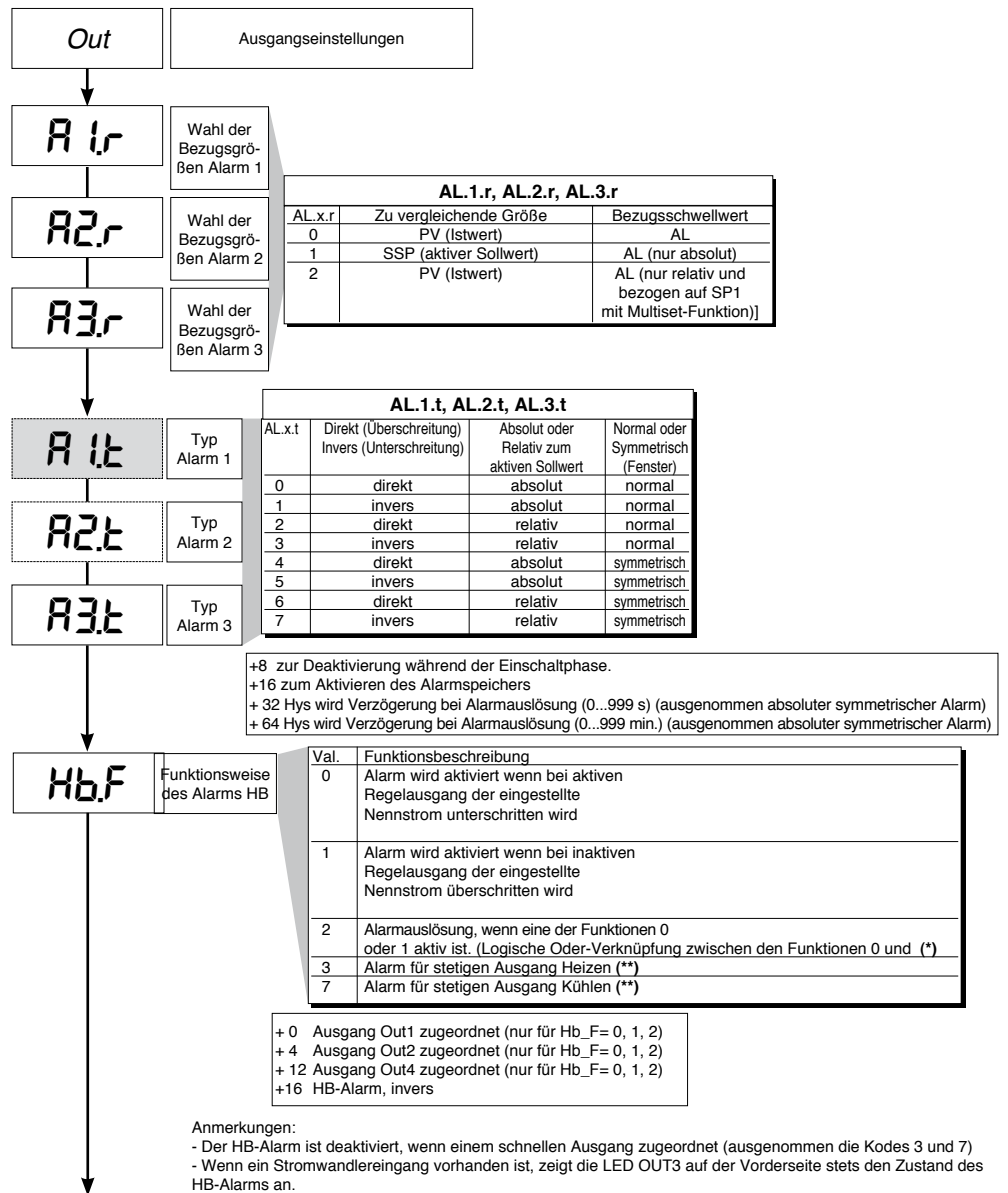 Out
Ausgangseinstellungen
A1.r
Wahl der
Bezugsgrö-
ßen Alarm 1
A2.r
Wahl der
Bezugsgrö-
ßen Alarm 2
A3.r
Wahl der
Bezugsgrö-
ßen Alarm 3
AL.1.r, AL.2.r, AL.3.r
AL.x.r Zu vergleichende Größe Bezugsschwellwert
0 PV (Istwert) AL
1 SSP (aktiver Sollwert) AL (nur absolut)
2 PV (Istwert) AL (nur relativ und
bezogen auf SP1
mit Multiset-Funktion)]
A1.t
Typ
Alarm 1
A2.t
Typ
Alarm 2
A3.t
Typ
Alarm 3
AL.1.t, AL.2.t, AL.3.t
AL.x.t Direkt (Überschreitung) Absolut oder Normal oder
Invers (Unterschreitung) Relativ zum Symmetrisch
aktiven Sollwert (Fenster)
0 direkt absolut normal
1 invers absolut normal
2 direkt relativ normal
3 invers relativ normal
4 direkt absolut symmetrisch
5 invers absolut symmetrisch
6 direkt relativ symmetrisch
7 invers relativ symmetrisch
+8 zur Deaktivierung während der Einschaltphase.
+16 zum Aktivieren des Alarmspeichers
+ 32 Hys wird Verzögerung bei Alarmauslösung (0...999 s) (ausgenommen absoluter symmetrischer Alarm)
+ 64 Hys wird Verzögerung bei Alarmauslösung (0...999 min.) (ausgenommen absoluter symmetrischer Alarm)
Hb.F
Funktionsweise
des Alarms HB
Val. Funktionsbeschreibung
0 Alarm wird aktiviert wenn bei aktiven
Regelausgang der eingestellte
Nennstrom unterschritten wird
1 Alarm wird aktiviert wenn bei inaktiven
Regelausgang der eingestellte
Nennstrom überschritten wird
2 Alarmauslösung, wenn eine der Funktionen 0
oder 1 aktiv ist. (Logische Oder-Verknüpfung zwischen den Funktionen 0 und (*)
3 Alarm für stetigen Ausgang Heizen (**)
7 Alarm für stetigen Ausgang Kühlen (**)
+ 0 Ausgang Out1 zugeordnet (nur für Hb_F= 0, 1, 2)
+ 4 Ausgang Out2 zugeordnet (nur für Hb_F= 0, 1, 2)
+ 12 Ausgang Out4 zugeordnet (nur für Hb_F= 0, 1, 2)
+16 HB-Alarm, invers
Anmerkungen:
- Der HB-Alarm ist deaktiviert, wenn einem schnellen Ausgang zugeordnet (ausgenommen die Kodes 3 und 7)
- Wenn ein Stromwandlereingang vorhanden ist, zeigt die LED OUT3 auf der Vorderseite stets den Zustand des
HB-Alarms an.